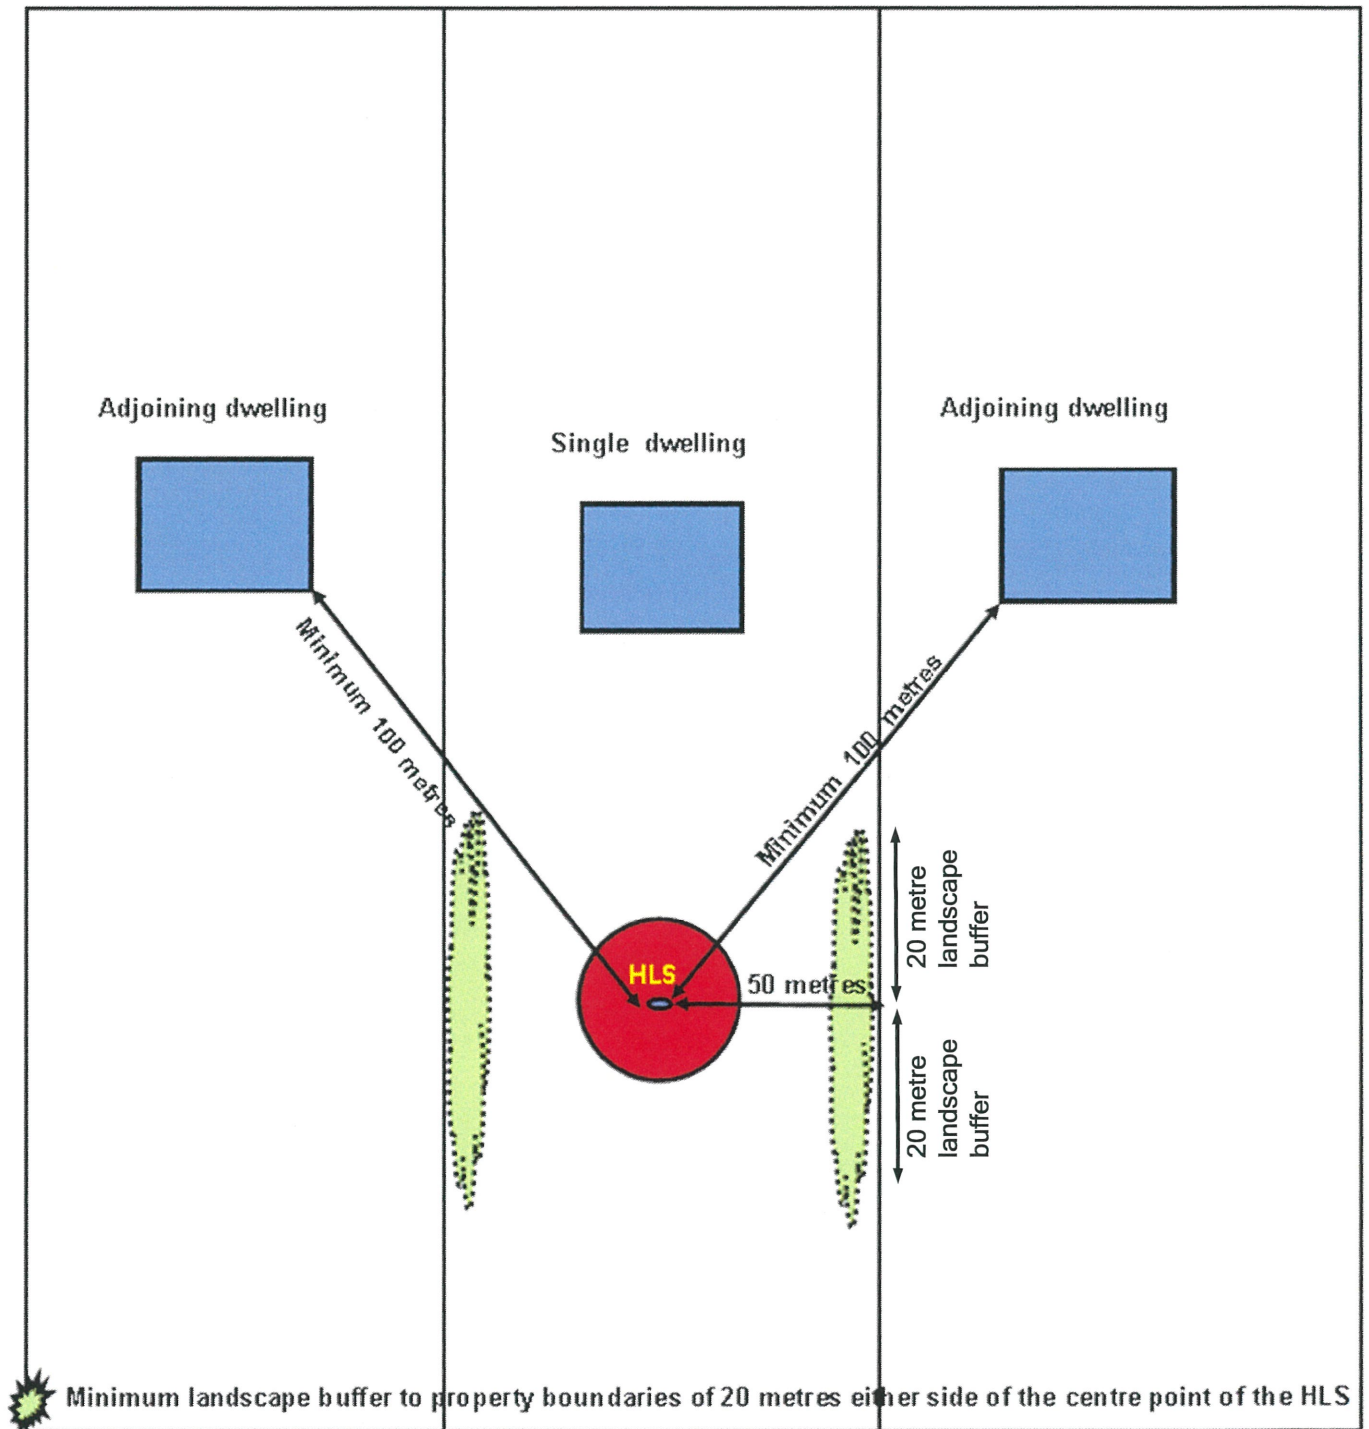 Adjoining dwelling
Adjoining dwelling
Single dwelling
Minimum 100 metres
Minimum 100 metres
20 metre
landscape
buffer
HLS
50 metres
20 metre
landscape
buffer
Minimum landscape buffer to property boundaries of 20 metres either side of the centre point of the HLS